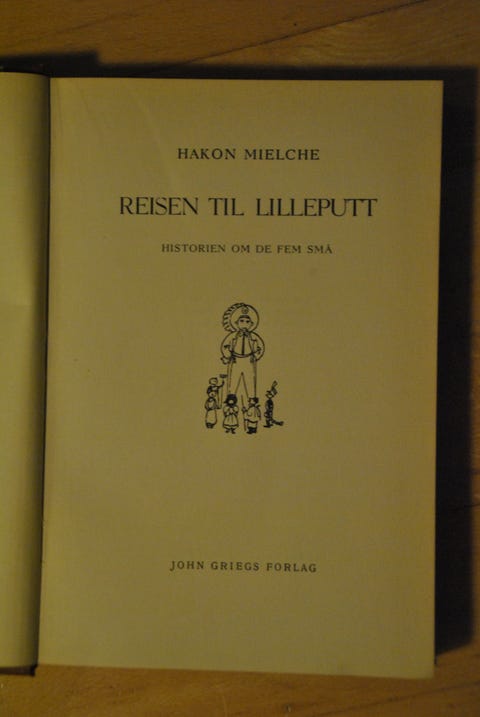 HAKON MIELCHE
REISEN TIL LILLEPUTT
HISTORIEN OM DE FEM SMÅ
JOHN GRIEGS FORLAG